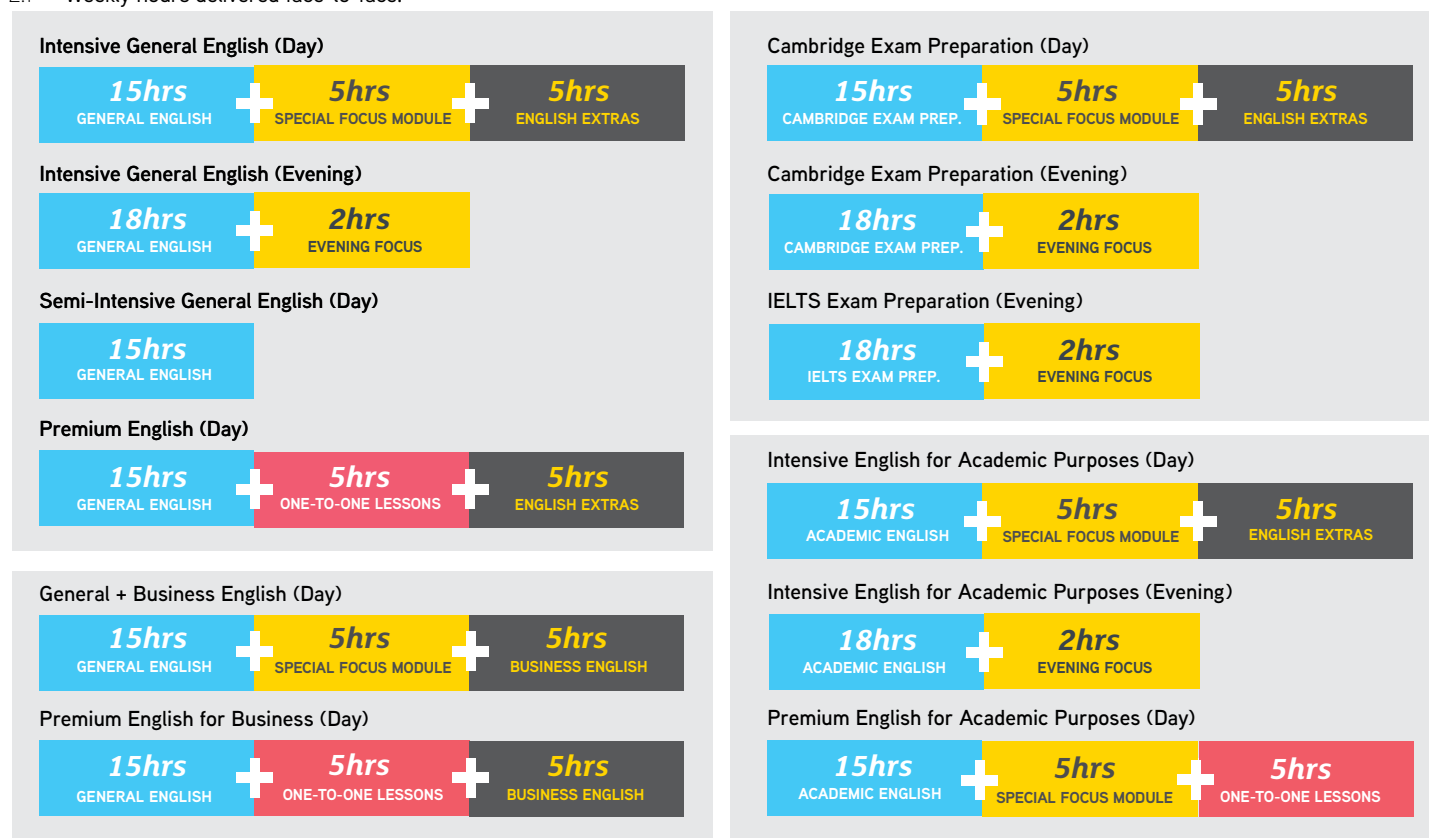 Weekly hours delivered face-to-face.
Intensive General English (Day)
15hrs
GENERAL ENGLISH
5hrs
SPECIAL FOCUS MODULE
5hrs
ENGLISH EXTRAS
Intensive General English (Evening)
18hrs
GENERAL ENGLISH
2hrs
EVENING FOCUS
Semi-Intensive General English (Day)
15hrs
GENERAL ENGLISH
Premium English (Day)
15hrs
GENERAL ENGLISH
5hrs
ONE-TO-ONE LESSONS
5hrs
ENGLISH EXTRAS
General + Business English (Day)
15hrs
GENERAL ENGLISH
5hrs
SPECIAL FOCUS MODULE
5hrs
BUSINESS ENGLISH
Premium English for Business (Day)
15hrs
GENERAL ENGLISH
5hrs
ONE-TO-ONE LESSONS
5hrs
BUSINESS ENGLISH
Cambridge Exam Preparation (Day)
15hrs
CAMBRIDGE EXAM PREP.
5hrs
SPECIAL FOCUS MODULE
5hrs
ENGLISH EXTRAS
Cambridge Exam Preparation (Evening)
18hrs
CAMBRIDGE EXAM PREP.
2hrs
EVENING FOCUS
IELTS Exam Preparation (Evening)
18hrs
IELTS EXAM PREP.
2hrs
EVENING FOCUS
Intensive English for Academic Purposes (Day)
15hrs
ACADEMIC ENGLISH
5hrs
SPECIAL FOCUS MODULE
5hrs
ENGLISH EXTRAS
Intensive English for Academic Purposes (Evening)
18hrs
ACADEMIC ENGLISH
2hrs
EVENING FOCUS
Premium English for Academic Purposes (Day)
15hrs
ACADEMIC ENGLISH
5hrs
SPECIAL FOCUS MODULE
5hrs
ONE-TO-ONE LESSONS